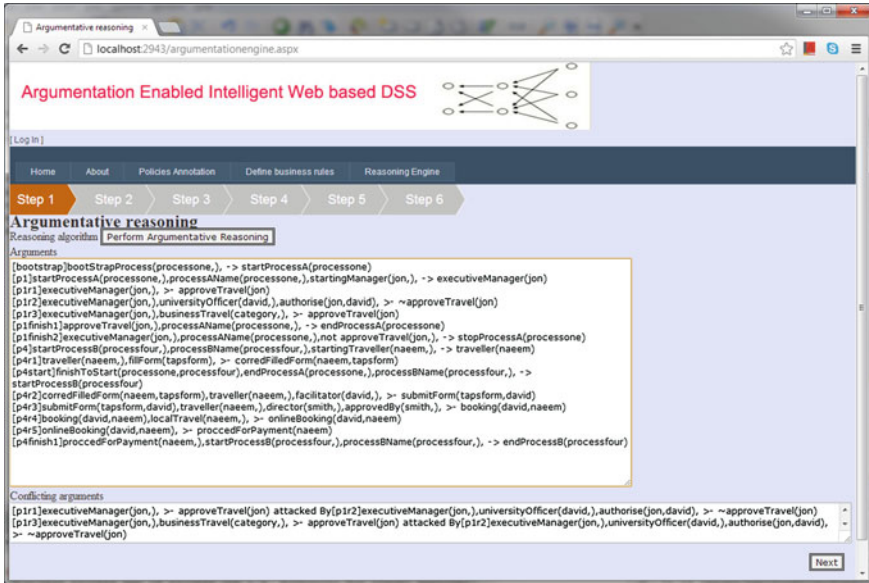 Argumentative reasoning
localhost:2943/argumentationengine.aspx
Argumentation Enabled Intelligent Web based DSS
[ Log In ]
Home About Policies Annotation Define business rules Reasoning Engine
Step 1 Step 2 Step 3 Step 4 Step 5 Step 6
Argumentative reasoning
Reasoning algorithm Perform Argumentative Reasoning
Arguments
[bootstrap]bootStrapProcess(processone,), -> startProcessA(processone)
[p1]startProcessA(processone,),processAName(processone,),startingManager(jon,), -> executiveManager(jon)
[p1r1]executiveManager(jon,), >- approveTravel(jon)
[p1r2]executiveManager(jon,),universityOfficer(david,),authorise(jon,david), >- ~approveTravel(jon)
[p1r3]executiveManager(jon,),businessTravel(category,), >- approveTravel(jon)
[p1finish1]approveTravel(jon,),processAName(processone,), -> endProcessA(processone)
[p1finish2]executiveManager(jon,),processAName(processone,),not approveTravel(jon,), -> stopProcessA(processone)
[p4]startProcessB(processfour,),processBName(processfour,),startingTraveller(naeem,), -> traveller(naeem)
[p4r1]traveller(naeem,),fillForm(tapsform), >- corredFilledForm(naeem,tapsform)
[p4start]finishToStart(processone,processfour),endProcessA(processone,),processBName(processfour,), ->
startProcessB(processfour)
[p4r2]corredFilledForm(naeem,tapsform),traveller(naeem,),facilitator(david,), >- submitForm(tapsform,david)
[p4r3]submitForm(tapsform,david),traveller(naeem,),director(smith,),approvedBy(smith,), >- booking(david,naeem)
[p4r4]booking(david,naeem),localTravel(naeem,), >- onlineBooking(david,naeem)
[p4r5]onlineBooking(david,naeem), >- proccedForPayment(naeem)
[p4finish1]proccedForPayment(naeem,),startProcessB(processfour,),processBName(processfour,), -> endProcessB(processfour)
Conflicting arguments
[p1r1]executiveManager(jon,), >- approveTravel(jon) attacked By[p1r2]executiveManager(jon,),universityOfficer(david,),authorise(jon,david), >- ~approveTravel(jon)
[p1r3]executiveManager(jon,),businessTravel(category,), >- approveTravel(jon) attacked By[p1r2]executiveManager(jon,),universityOfficer(david,),authorise(jon,david),
>- ~approveTravel(jon)
Next